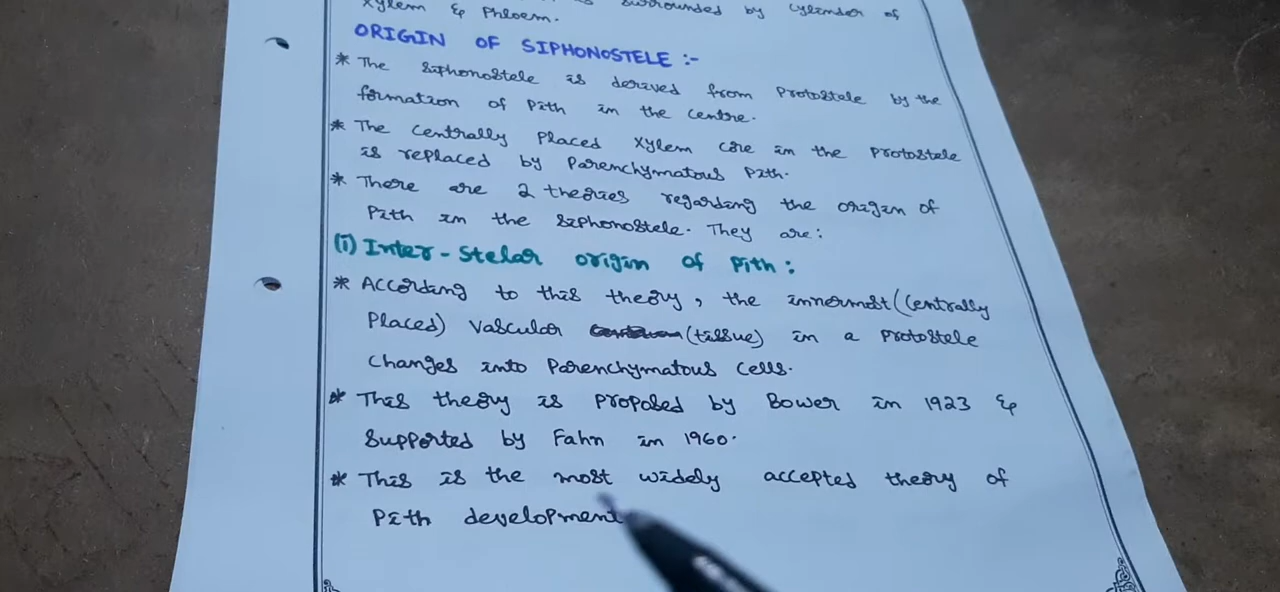 Xylem & Phloem. surrounded by cylinder of
ORIGIN OF SIPHONOSTELE :-
* The Siphonostele is derived from Protostele by the
formation of Pith in the centre.
* The centrally Placed Xylem core in the Protostele
is replaced by Parenchymatous Pith.
* There are 2 theories regarding the origin of
Pith in the Siphonostele. They are:
(i) Inter-Stelar origin of Pith :
* According to this theory, the innermost (Centrally
Placed) Vascular (tissue) in a Protostele
Changes into Parenchymatous Cells.
* This theory is Proposed by Bower in 1923 &
Supported by Fahn in 1960.
* This is the most widely accepted theory of
Pith development